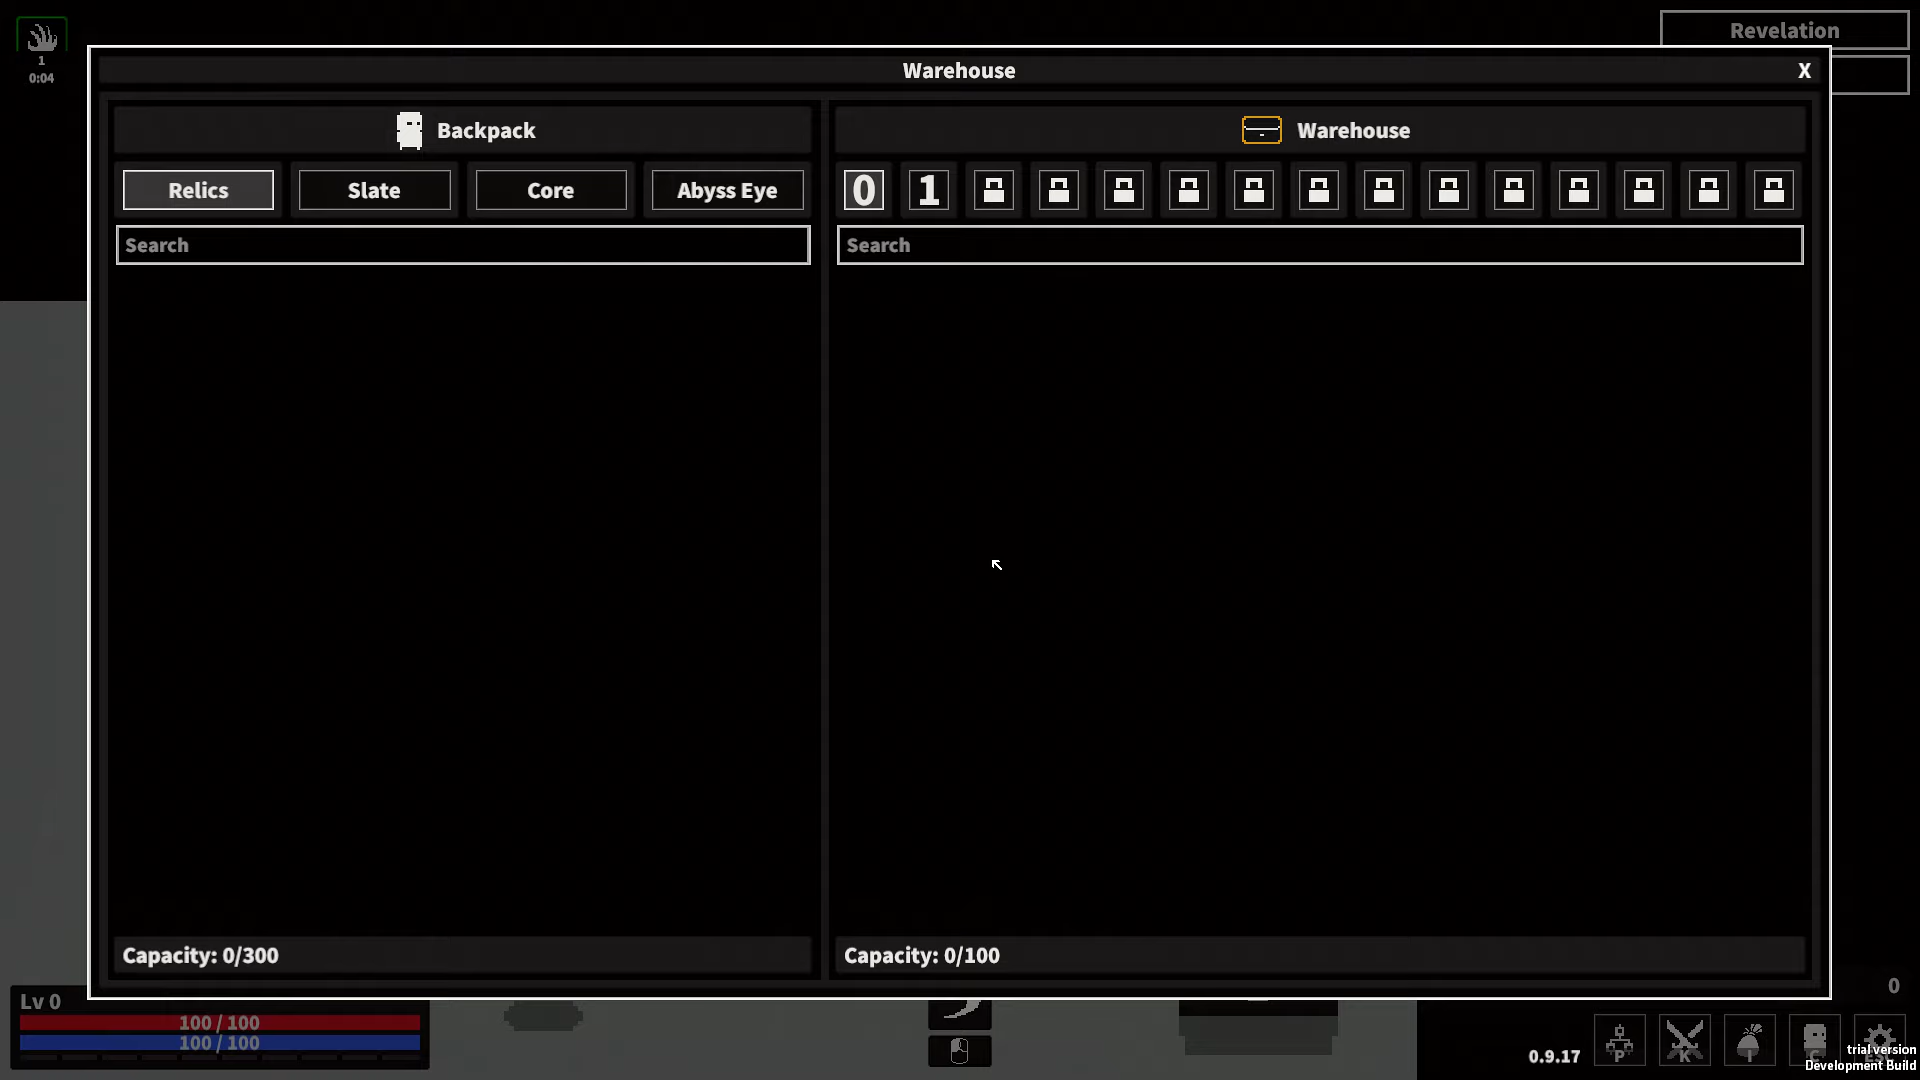 1
0:04
Revelation
Warehouse
X
Backpack
Warehouse
Relics
Slate
Core
Abyss Eye
0
1
Search
Search
Capacity: 0/300
Capacity: 0/100
Lv 0
100 / 100
100 / 100
0
0.9.17
P
K
I
C
ESC
trial version
Development Build